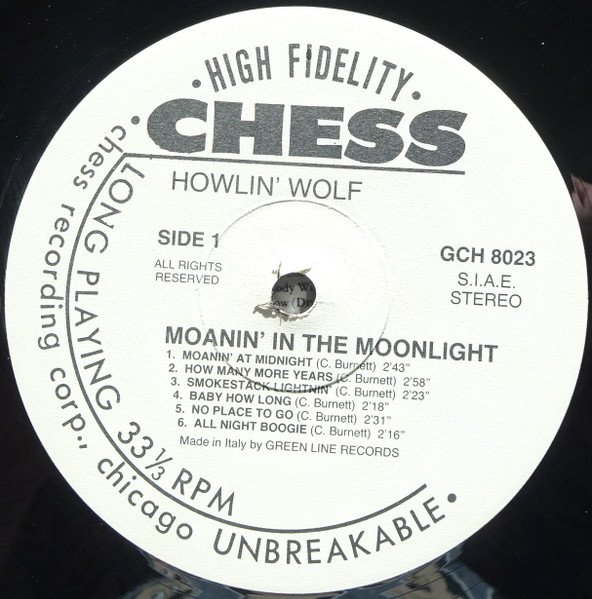 • HIGH FIDELITY •
CHESS
HOWLIN' WOLF
SIDE 1
ALL RIGHTS
RESERVED
GCH 8023
S.I.A.E.
STEREO
MOANIN' IN THE MOONLIGHT
1. MOANIN' AT MIDNIGHT (C. Burnett) 2'43"
2. HOW MANY MORE YEARS (C. Burnett) 2'58"
3. SMOKESTACK LIGHTNIN' (C. Burnett) 2'23"
4. BABY HOW LONG (C. Burnett) 2'18"
5. NO PLACE TO GO (C. Burnett) 2'31"
6. ALL NIGHT BOOGIE (C. Burnett) 2'16"
Made in Italy by GREEN LINE RECORDS
LONG PLAYING 33 1/3 RPM
• chess recording corp., chicago UNBREAKABLE •